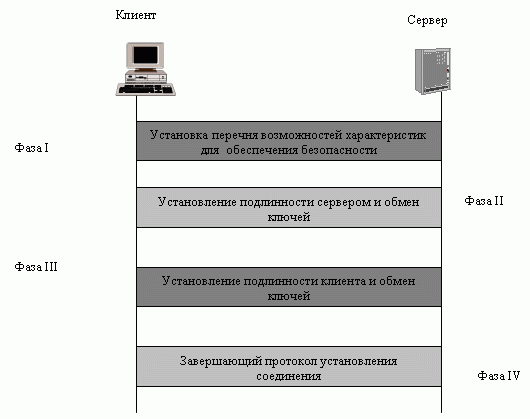 Клиент
Сервер
Фаза I
Установка перечня возможностей характеристик
для обеспечения безопасности
Установление подлинности сервером и обмен
ключей
Фаза II
Фаза III
Установление подлинности клиента и обмен
ключей
Завершающий протокол установления
соединения
Фаза IV